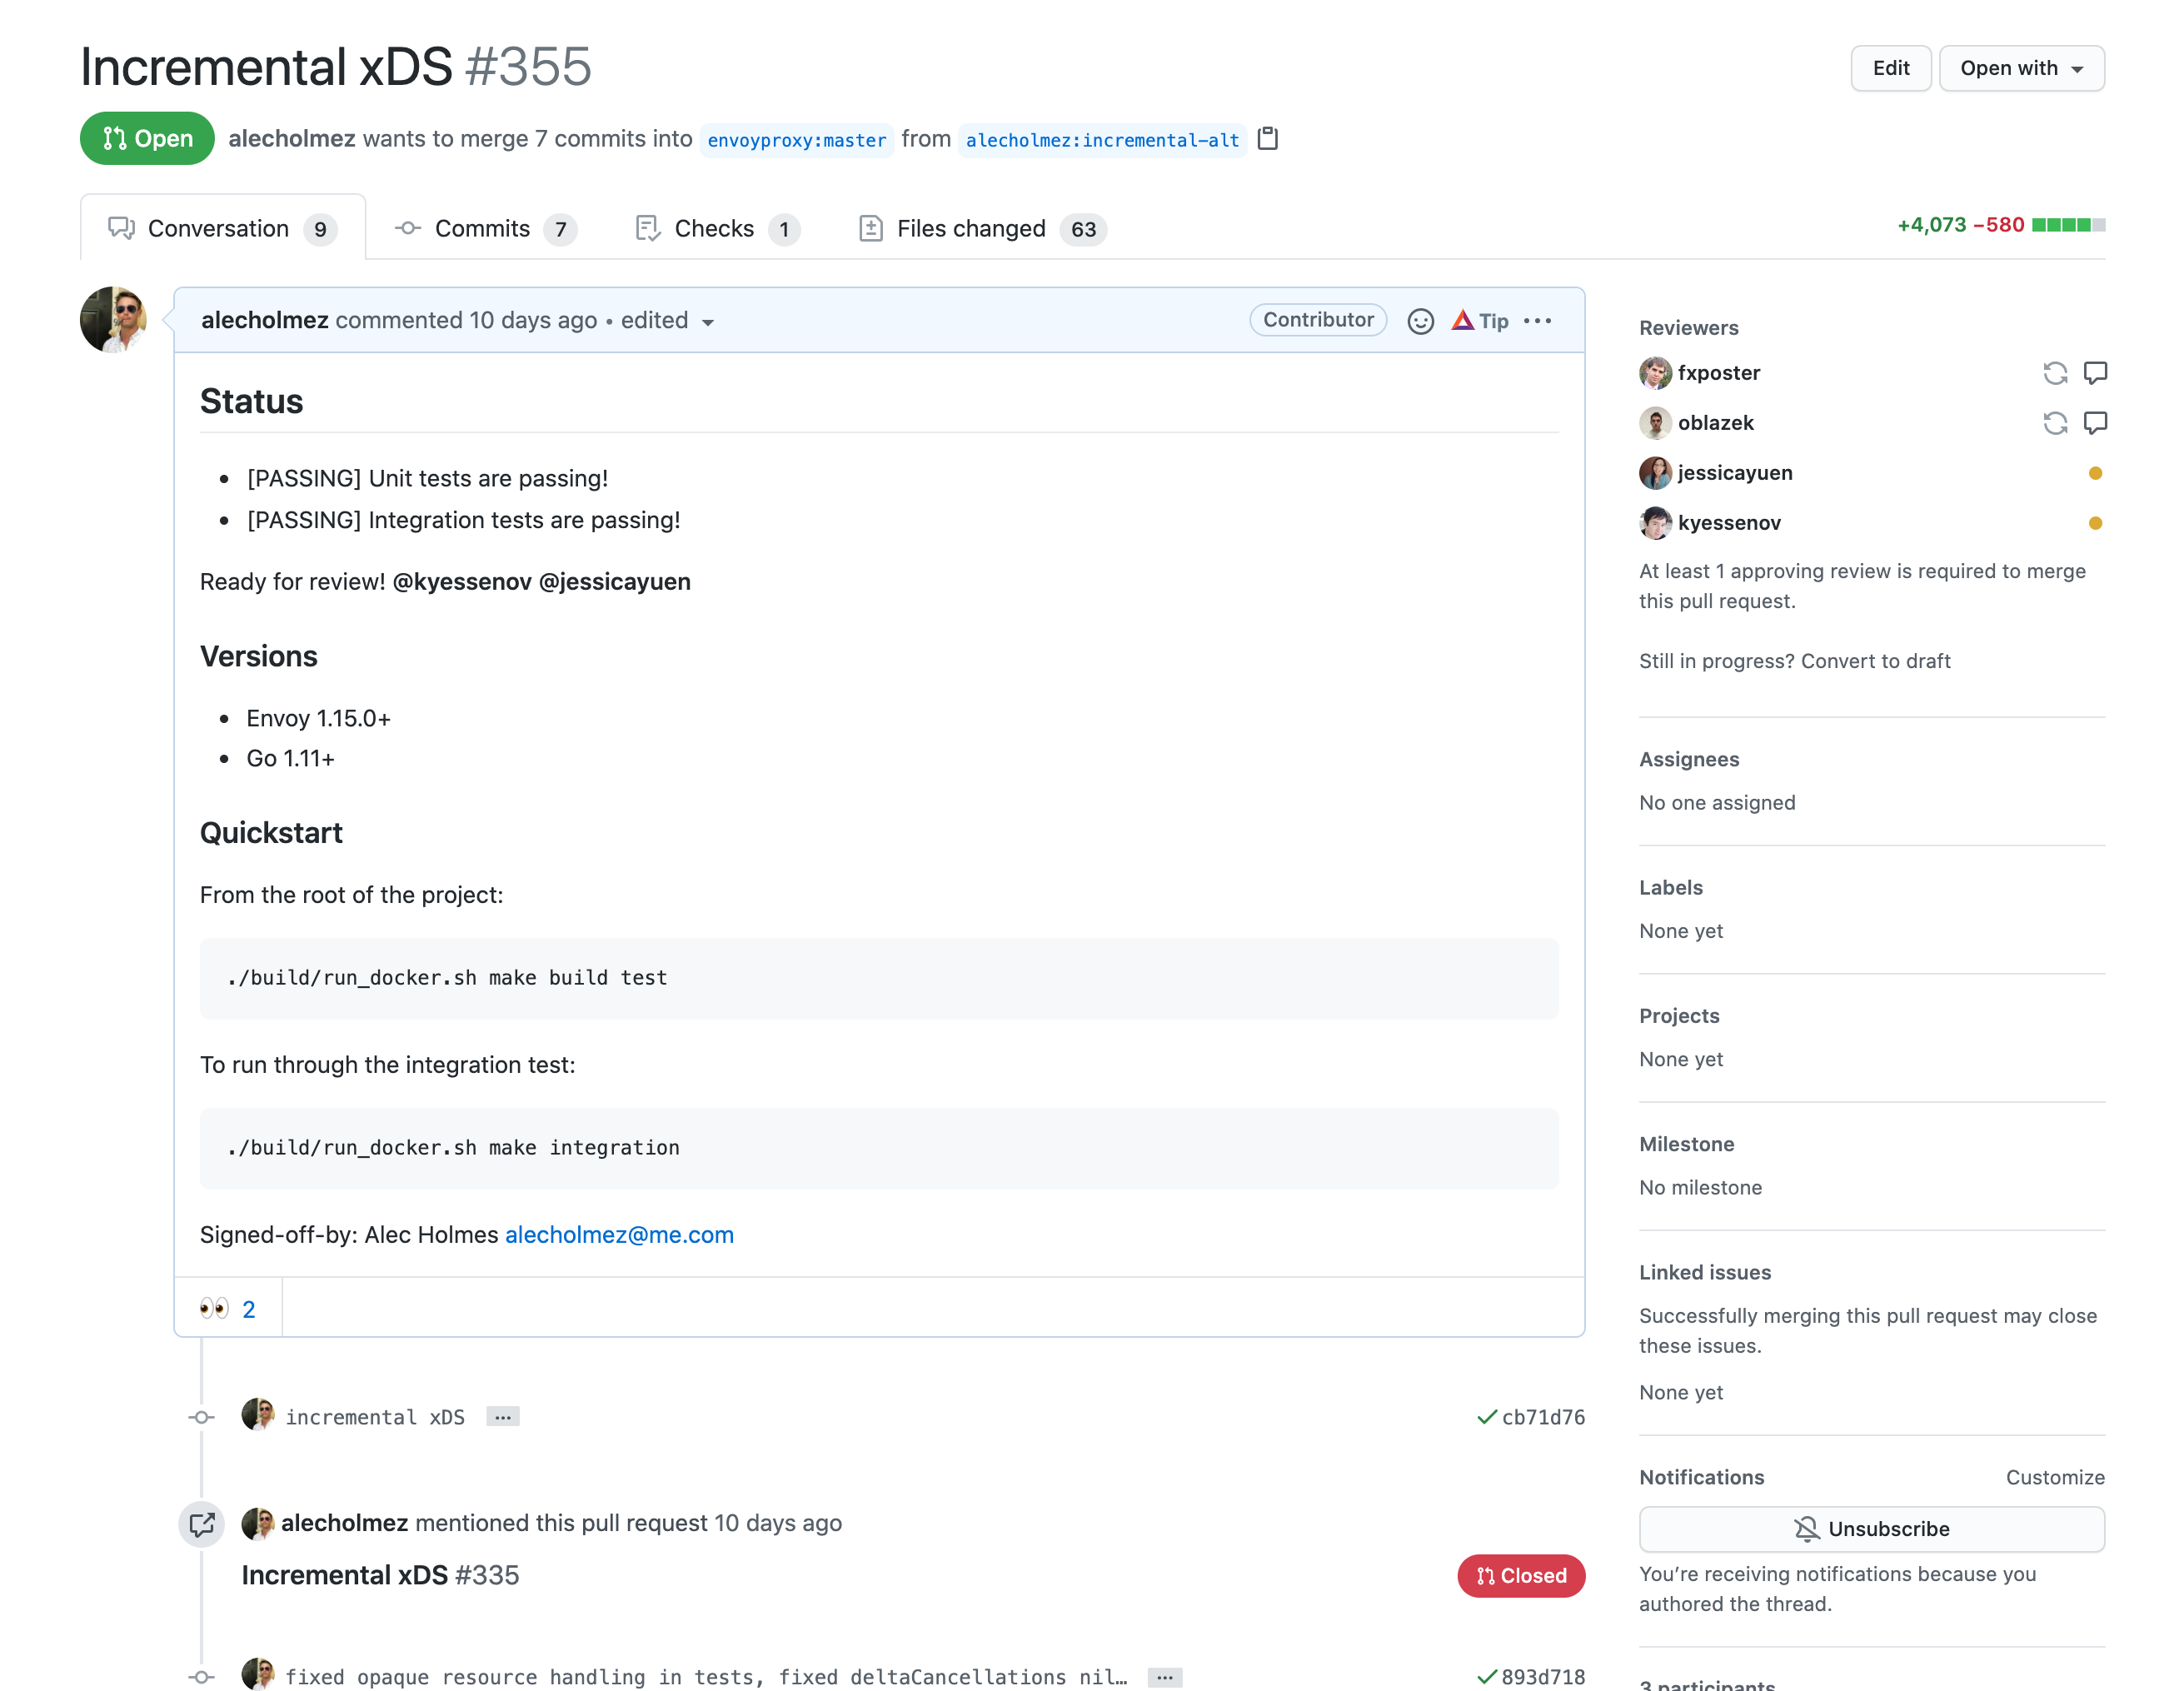 Incremental xDS #355
Edit
Open with
Open
alecholmez wants to merge 7 commits into envoyproxy:master from alecholmez:incremental-alt
Conversation 9
Commits 7
Checks 1
Files changed 63
+4,073 −580
alecholmez commented 10 days ago • edited
Contributor
Tip
Status
[PASSING] Unit tests are passing!
[PASSING] Integration tests are passing!
Ready for review! @kyessenov @jessicayuen
Versions
Envoy 1.15.0+
Go 1.11+
Quickstart
From the root of the project:
./build/run_docker.sh make build test
To run through the integration test:
./build/run_docker.sh make integration
Signed-off-by: Alec Holmes alecholmez@me.com
👀 2
incremental xDS ...
cb71d76
alecholmez mentioned this pull request 10 days ago
Incremental xDS #335
Closed
fixed opaque resource handling in tests, fixed deltaCancellations nil… ...
893d718
Reviewers
fxposter
oblazek
jessicayuen
kyessenov
At least 1 approving review is required to merge
this pull request.
Still in progress? Convert to draft
Assignees
No one assigned
Labels
None yet
Projects
None yet
Milestone
No milestone
Linked issues
Successfully merging this pull request may close
these issues.
None yet
Notifications
Customize
Unsubscribe
You're receiving notifications because you
authored the thread.
3 participants